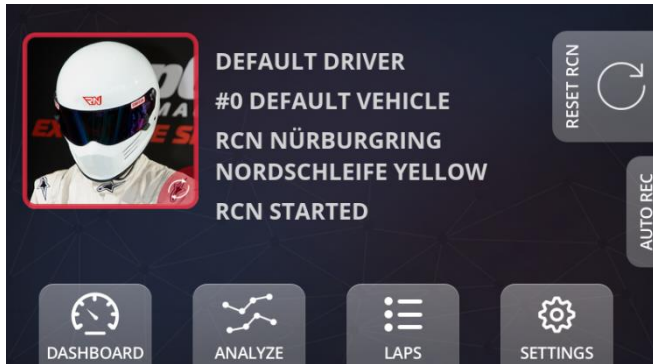 DEFAULT DRIVER
#0 DEFAULT VEHICLE
RCN NÜRBURGRING
NORDSCHLEIFE YELLOW
RCN STARTED
RESET RCN
AUTO REC
DASHBOARD
ANALYZE
LAPS
SETTINGS